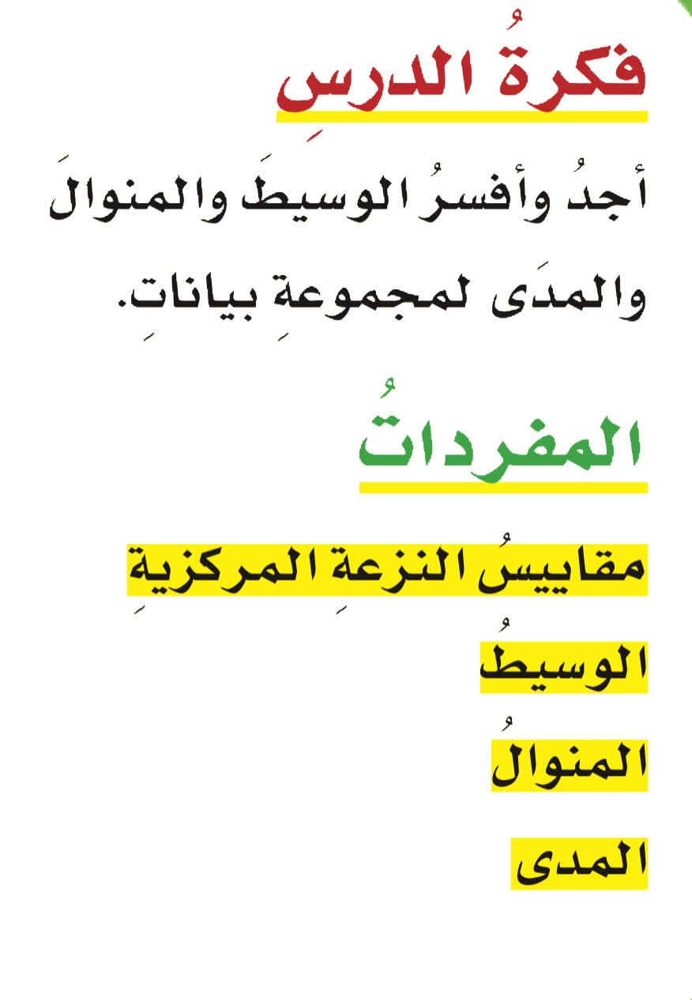 فكرةُ الدرسِ
أجدُ وأفسرُ الوسيطَ والمنوالَ
والمدَى لمجموعةِ بياناتِ.
المفرداتُ
مقاييسُ النزعةِ المركزيةِ
الوسيطُ
المنوالُ
المدى